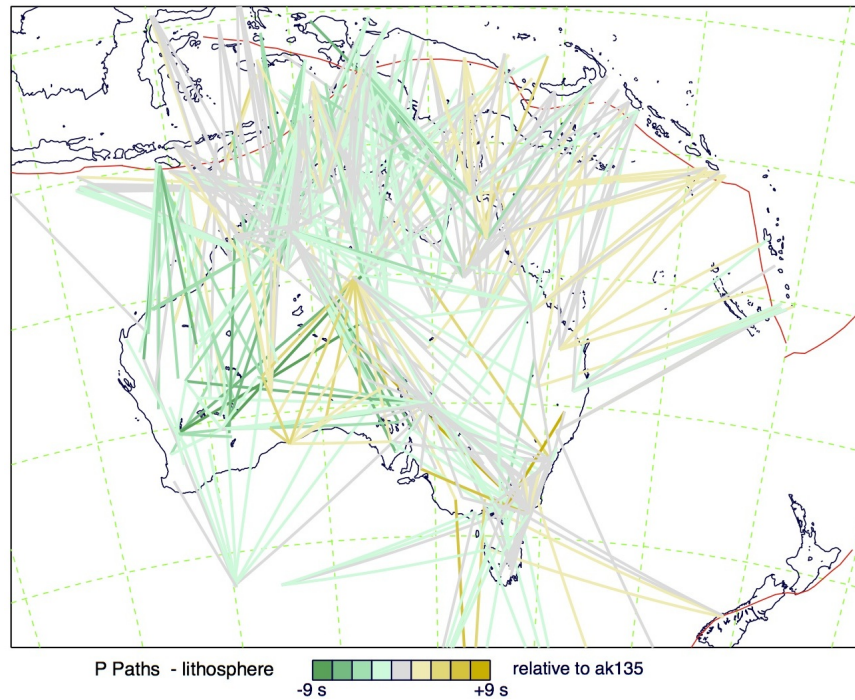 P Paths - lithosphere
relative to ak135
-9 s
+9 s